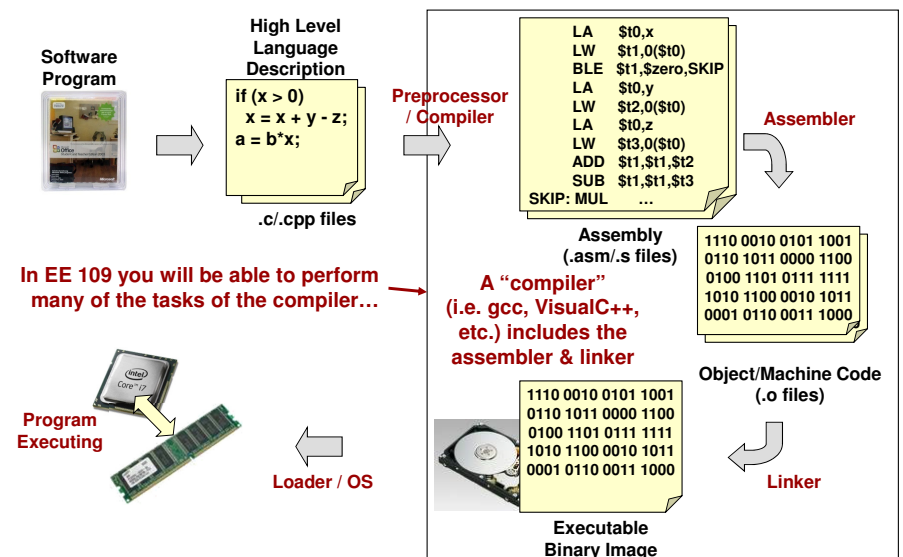 Software
Program
Office
Microsoft
High Level
Language
Description
if (x > 0)
x = x + y - z;
a = b*x;
.c/.cpp files
Preprocessor
/ Compiler
LA $t0,x
LW $t1,0($t0)
BLE $t1,$zero,SKIP
LA $t0,y
LW $t2,0($t0)
LA $t0,z
LW $t3,0($t0)
ADD $t1,$t1,$t2
SUB $t1,$t1,$t3
SKIP: MUL …
Assembly
(.asm/.s files)
Assembler
1110 0010 0101 1001
0110 1011 0000 1100
0100 1101 0111 1111
1010 1100 0010 1011
0001 0110 0011 1000
Object/Machine Code
(.o files)
In EE 109 you will be able to perform
many of the tasks of the compiler…
A “compiler”
(i.e. gcc, VisualC++,
etc.) includes the
assembler & linker
Linker
1110 0010 0101 1001
0110 1011 0000 1100
0100 1101 0111 1111
1010 1100 0010 1011
0001 0110 0011 1000
Executable
Binary Image
Loader / OS
intel
Core™ i7
Program
Executing